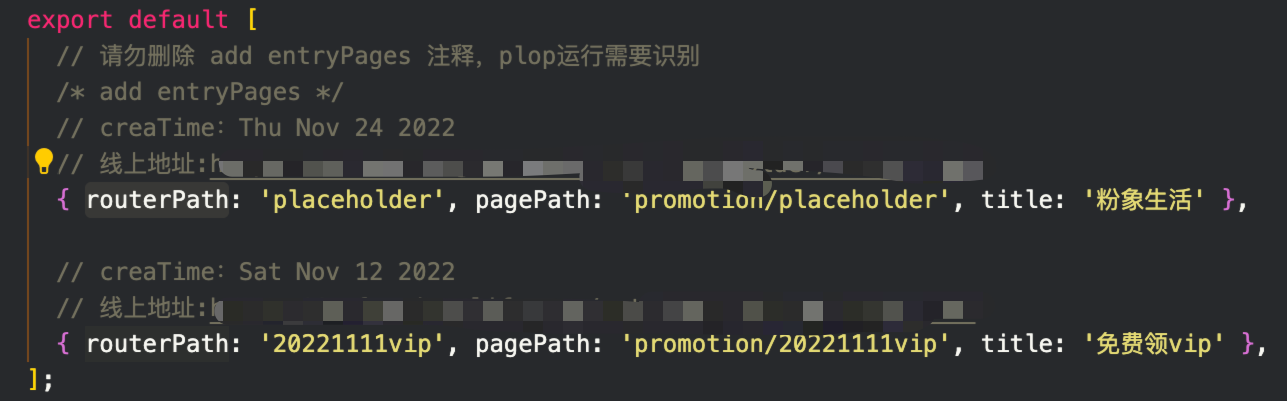 export default [
// 请勿删除 add entryPages 注释，plop运行需要识别
/* add entryPages */
// creaTime: Thu Nov 24 2022
// 线上地址:h
{ routerPath: 'placeholder', pagePath: 'promotion/placeholder', title: '粉象生活' },
// creaTime: Sat Nov 12 2022
// 线上地址:h
{ routerPath: '20221111vip', pagePath: 'promotion/20221111vip', title: '免费领vip' },
];